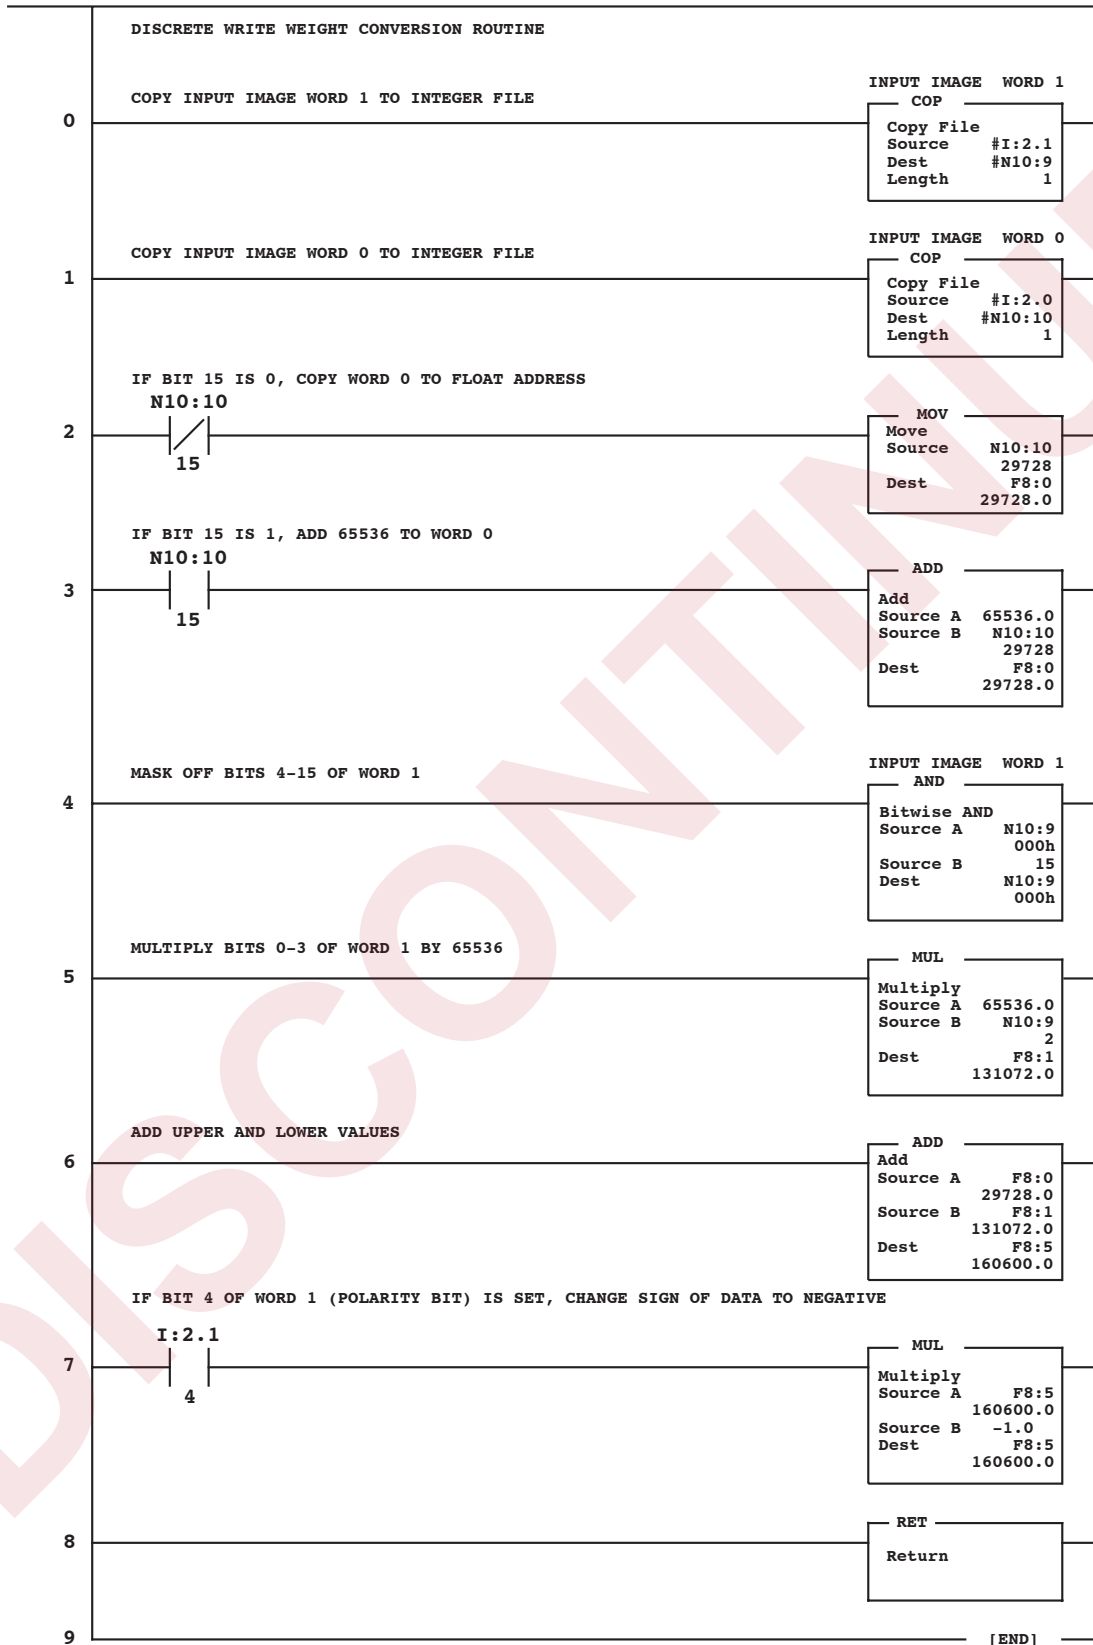 DISCRETE WRITE WEIGHT CONVERSION ROUTINE
INPUT IMAGE WORD 1
COPY INPUT IMAGE WORD 1 TO INTEGER FILE
COP
0
Copy File
Source #I:2.1
Dest #N10:9
Length 1
INPUT IMAGE WORD 0
COPY INPUT IMAGE WORD 0 TO INTEGER FILE
COP
1
Copy File
Source #I:2.0
Dest #N10:10
Length 1
IF BIT 15 IS 0, COPY WORD 0 TO FLOAT ADDRESS
N10:10
2
15
MOV
Move
Source N10:10
29728
Dest F8:0
29728.0
IF BIT 15 IS 1, ADD 65536 TO WORD 0
N10:10
3
15
ADD
Add
Source A 65536.0
Source B N10:10
29728
Dest F8:0
29728.0
INPUT IMAGE WORD 1
MASK OFF BITS 4-15 OF WORD 1
AND
4
Bitwise AND
Source A N10:9
000h
Source B 15
Dest N10:9
000h
MULTIPLY BITS 0-3 OF WORD 1 BY 65536
MUL
5
Multiply
Source A 65536.0
Source B N10:9
2
Dest F8:1
131072.0
ADD UPPER AND LOWER VALUES
ADD
6
Add
Source A F8:0
29728.0
Source B F8:1
131072.0
Dest F8:5
160600.0
IF BIT 4 OF WORD 1 (POLARITY BIT) IS SET, CHANGE SIGN OF DATA TO NEGATIVE
I:2.1
7
4
MUL
Multiply
Source A F8:5
160600.0
Source B -1.0
Dest F8:5
160600.0
RET
8
Return
9
[END]
DISCONTINU